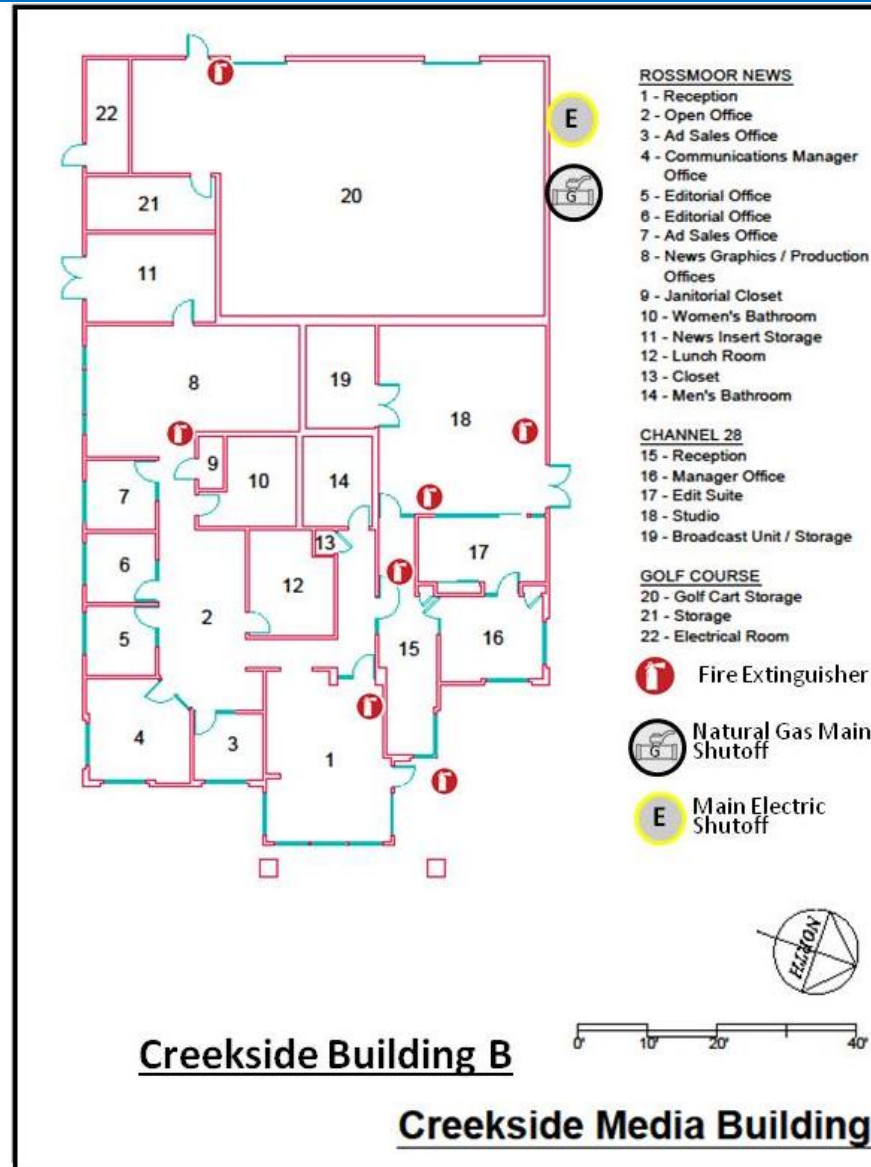 22
E
G
20
21
11
8
19
18
9
10
14
7
13
17
6
12
2
5
15
16
4
3
1
ROSSMOOR NEWS
1 - Reception
2 - Open Office
3 - Ad Sales Office
4 - Communications Manager
Office
5 - Editorial Office
6 - Editorial Office
7 - Ad Sales Office
8 - News Graphics / Production
Offices
9 - Janitorial Closet
10 - Women's Bathroom
11 - News Insert Storage
12 - Lunch Room
13 - Closet
14 - Men's Bathroom
CHANNEL 28
15 - Reception
16 - Manager Office
17 - Edit Suite
18 - Studio
19 - Broadcast Unit / Storage
GOLF COURSE
20 - Golf Cart Storage
21 - Storage
22 - Electrical Room
Fire Extinguisher
G
Natural Gas Main
Shutoff
E
Main Electric
Shutoff
NORTH
0' 10' 20' 40'
Creekside Building B
Creekside Media Building